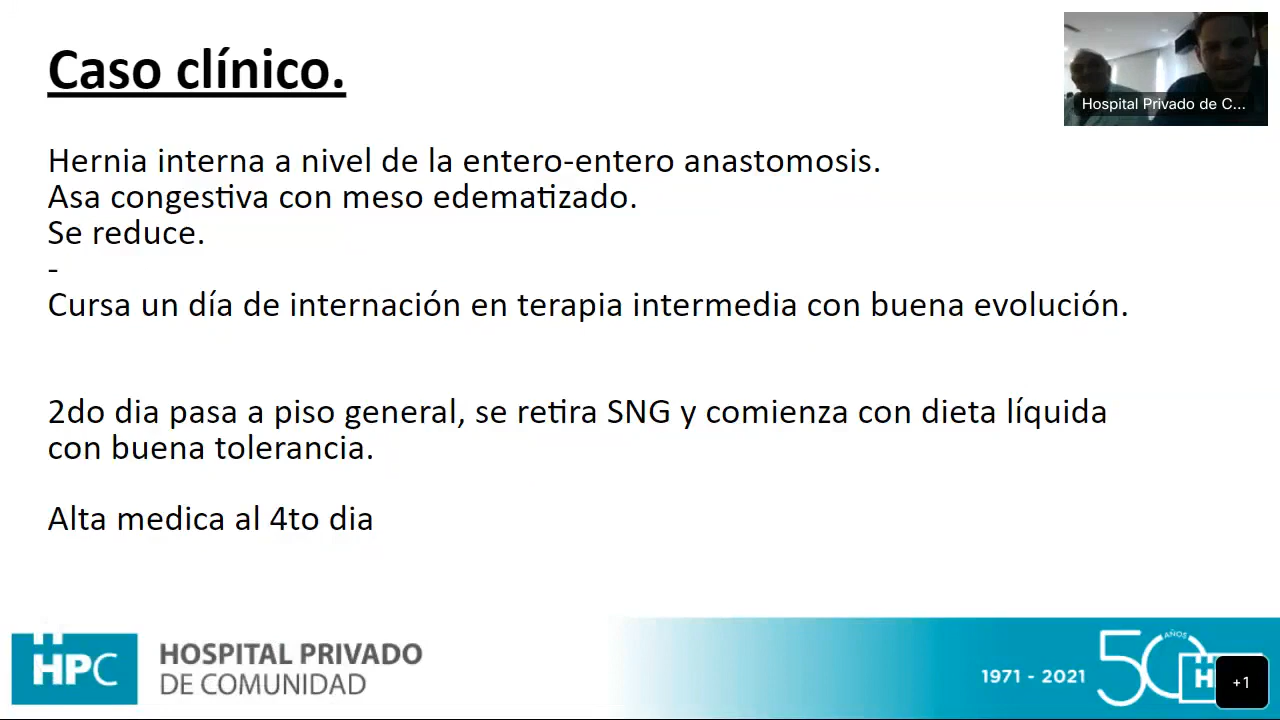 Caso clínico.
Hospital Privado de C...
Hernia interna a nivel de la entero-entero anastomosis.
Asa congestiva con meso edematizado.
Se reduce.
-
Cursa un día de internación en terapia intermedia con buena evolución.
2do dia pasa a piso general, se retira SNG y comienza con dieta líquida
con buena tolerancia.
Alta medica al 4to dia
HPC
HOSPITAL PRIVADO
DE COMUNIDAD
1971 - 2021
50
AÑOS
H
+1